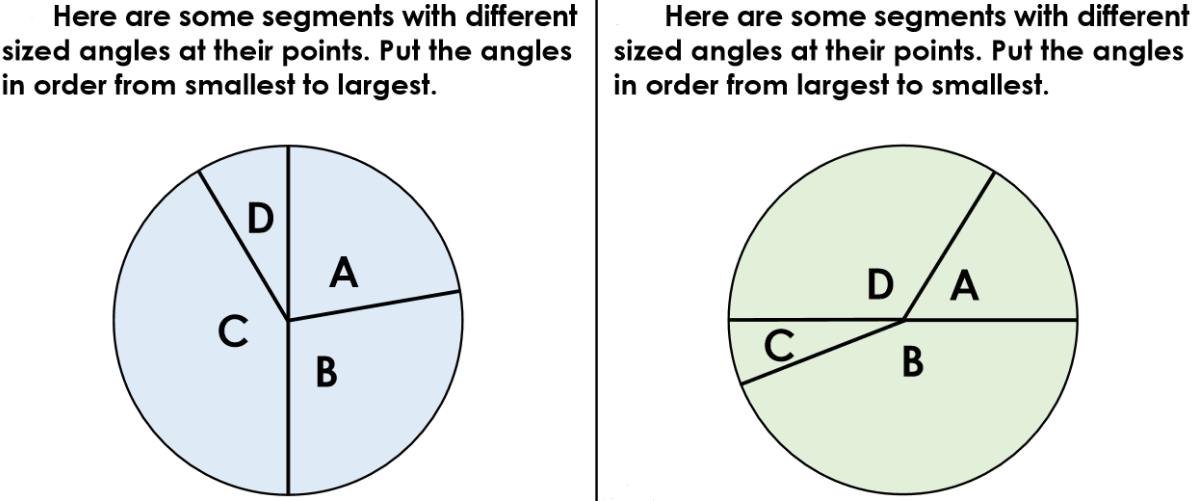 Here are some segments with different
sized angles at their points. Put the angles
in order from smallest to largest.
D
A
C
B
Here are some segments with different
sized angles at their points. Put the angles
in order from largest to smallest.
D
A
C
B